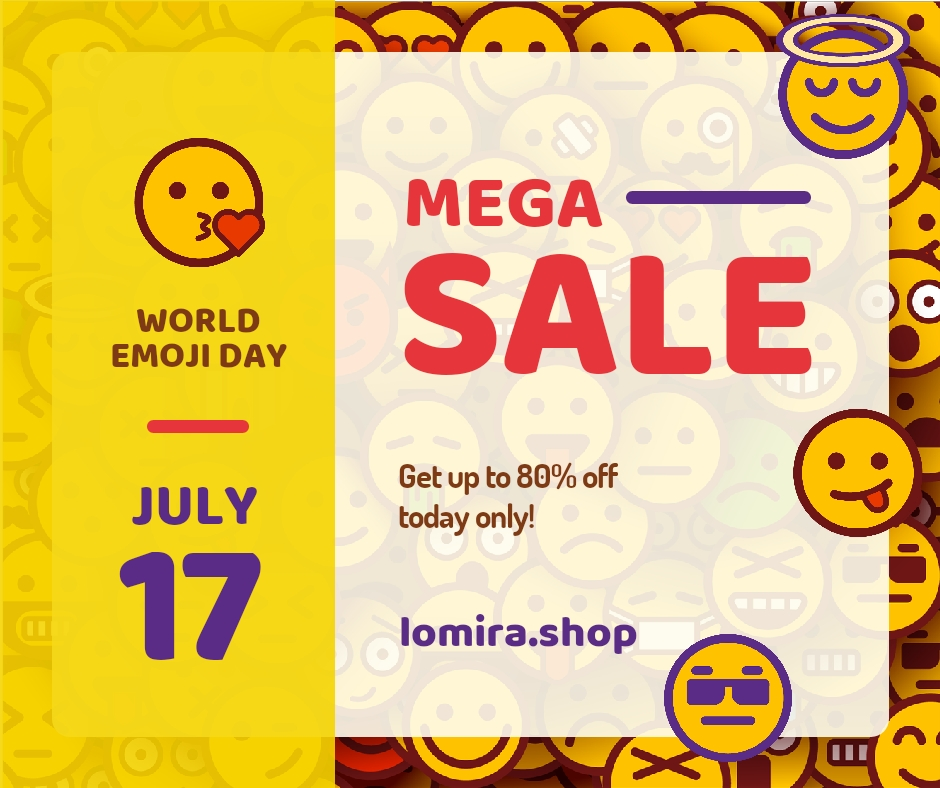 WORLD
EMOJI DAY
JULY
17
MEGA
SALE
Get up to 80% off
today only!
lomira.shop